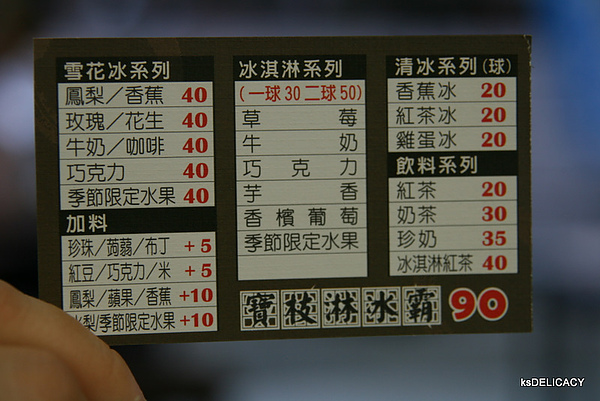 雪花冰系列
鳳梨／香蕉 40
玫瑰／花生 40
牛奶／咖啡 40
巧克力 40
季節限定水果 40
加料
珍珠／蒟蒻／布丁 +5
紅豆／巧克力／米 +5
鳳梨／蘋果／香蕉 +10
水梨/季節限定水果 +10
冰淇淋系列
(一球30 二球50)
草莓
牛奶
巧克力
芋香
香檳葡萄
季節限定水果
清冰系列(球)
香蕉冰 20
紅茶冰 20
雞蛋冰 20
飲料系列
紅茶 20
奶茶 30
珍奶 35
冰淇淋紅茶 40
寶枝淋冰霸 90
ksDELICACY